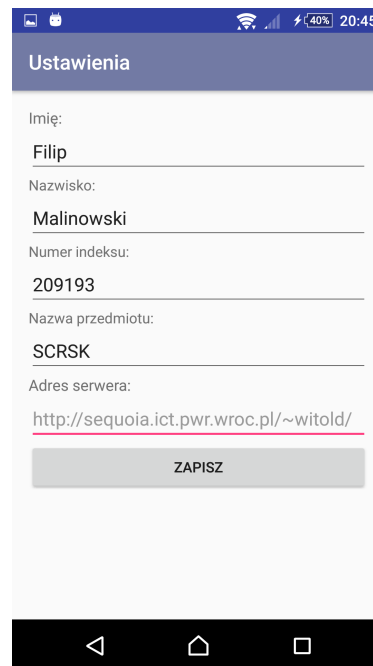 40% 20:45
Ustawienia
Imię:
Filip
Nazwisko:
Malinowski
Numer indeksu:
209193
Nazwa przedmiotu:
SCRSK
Adres serwera:
http://sequoia.ict.pwr.wroc.pl/~witold/
ZAPISZ